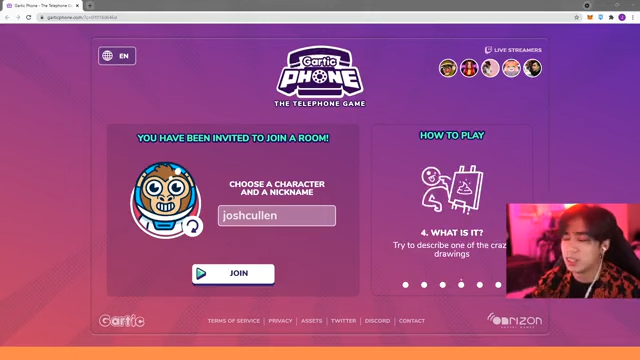 Gartic Phone - The Telephone G
garticphone.com/
EN
Gartic
PHONE
THE TELEPHONE GAME
LIVE STREAMERS
YOU HAVE BEEN INVITED TO JOIN A ROOM!
CHOOSE A CHARACTER
AND A NICKNAME
joshcullen
JOIN
HOW TO PLAY
4. WHAT IS IT?
Try to describe one of the craz
drawings
Gartic
TERMS OF SERVICE | PRIVACY | ASSETS | TWITTER | DISCORD | CONTACT